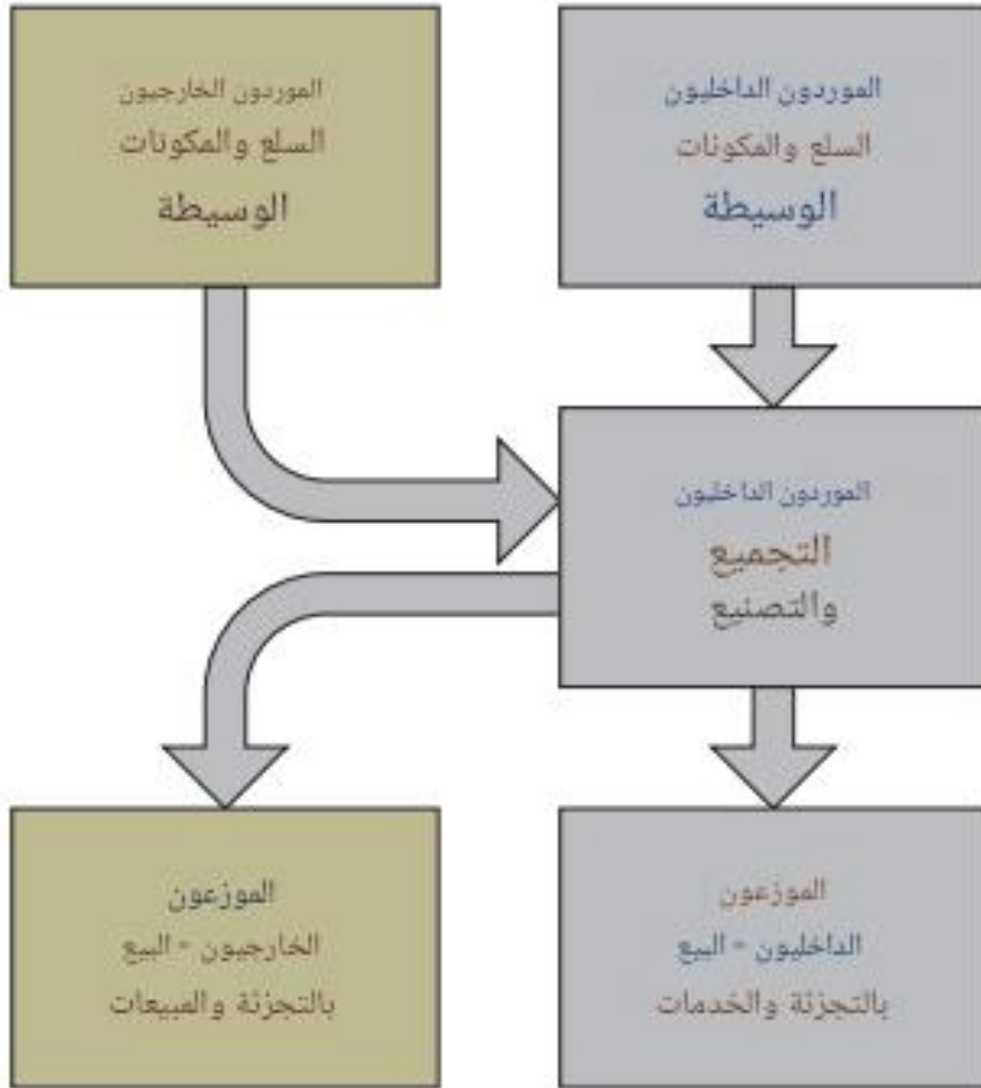 الموردون الداخليون
السلع والمكونات
الوسيطة
الموردون الخارجيون
السلع والمكونات
الوسيطة
الموردون الداخليون
التجميع
والتصنيع
الموزعون
الداخليون - البيع
بالتجزئة والخدمات
الموزعون
الخارجيون - البيع
بالتجزئة والمبيعات